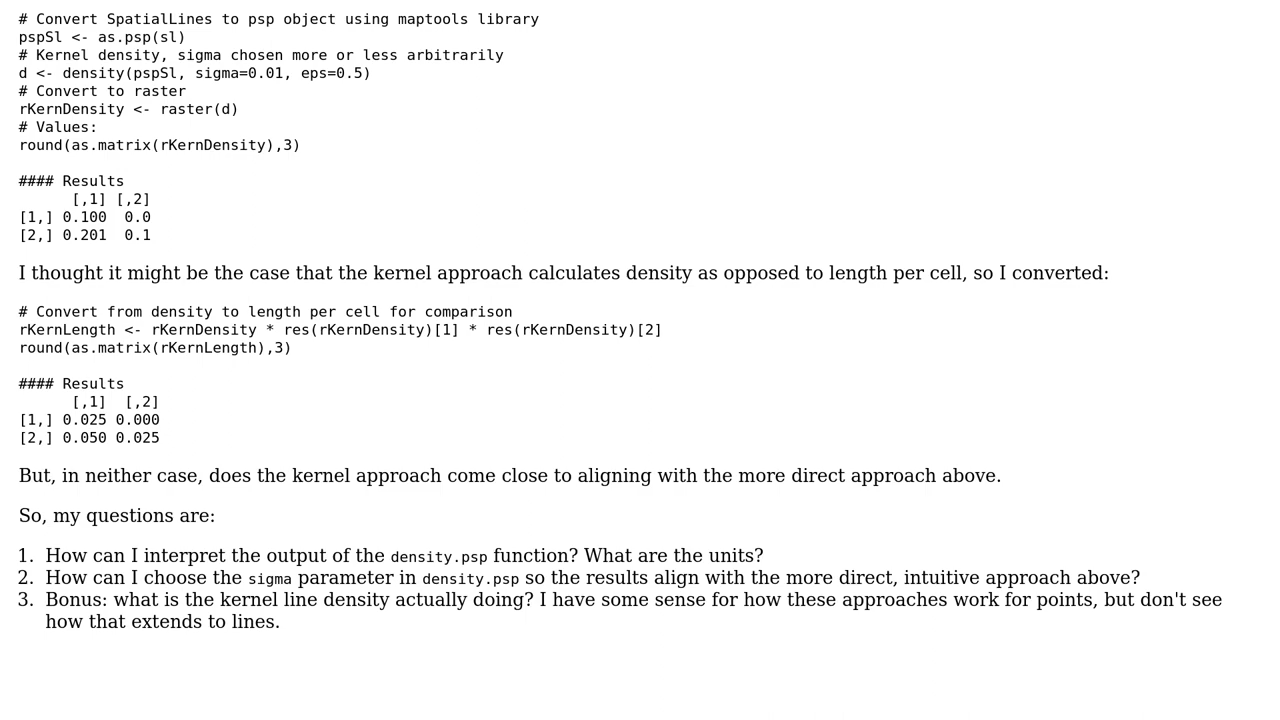 # Convert SpatialLines to psp object using maptools library
pspSl <- as.psp(sl)
# Kernel density, sigma chosen more or less arbitrarily
d <- density(pspSl, sigma=0.01, eps=0.5)
# Convert to raster
rKernDensity <- raster(d)
# Values:
round(as.matrix(rKernDensity),3)

#### Results
      [,1] [,2]
[1,] 0.100  0.0
[2,] 0.201  0.1

I thought it might be the case that the kernel approach calculates density as opposed to length per cell, so I converted:

# Convert from density to length per cell for comparison
rKernLength <- rKernDensity * res(rKernDensity)[1] * res(rKernDensity)[2]
round(as.matrix(rKernLength),3)

#### Results
      [,1]  [,2]
[1,] 0.025 0.000
[2,] 0.050 0.025

But, in neither case, does the kernel approach come close to aligning with the more direct approach above.

So, my questions are:

1. How can I interpret the output of the density.psp function? What are the units?
2. How can I choose the sigma parameter in density.psp so the results align with the more direct, intuitive approach above?
3. Bonus: what is the kernel line density actually doing? I have some sense for how these approaches work for points, but don't see
how that extends to lines.